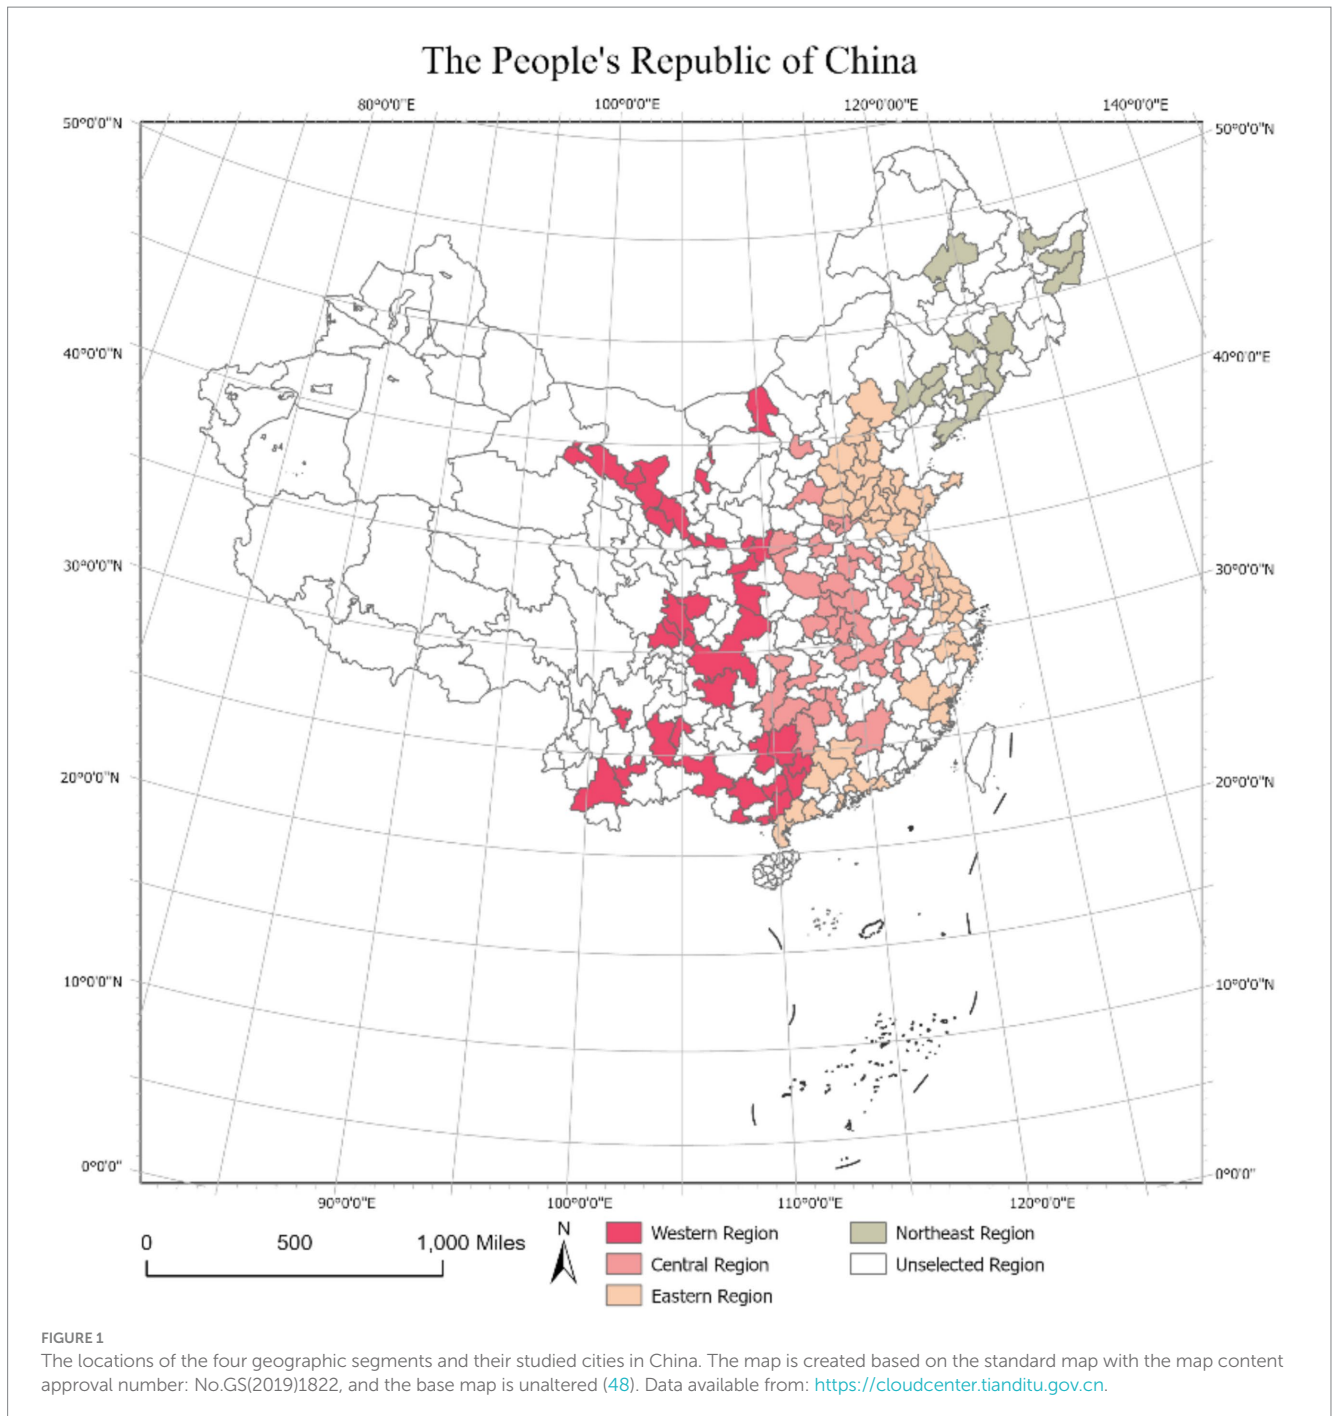 The People's Republic of China
80°0'0"E 100°0'0"E 120°0'00"E 140°0'0"E
50°0'0"N 50°0'0"N
40°0'0"N 40°0'0"E
30°0'0"N 30°0'0"N
20°0'0"N 20°0'0"N
10°0'0"N 10°0'0"N
0°0'0" 0°0'0"
90°0'0"E 100°0'0"E 110°0'0"E 120°0'0"E
0 500 1,000 Miles
N
Western Region
Central Region
Eastern Region
Northeast Region
Unselected Region
FIGURE 1
The locations of the four geographic segments and their studied cities in China. The map is created based on the standard map with the map content
approval number: No.GS(2019)1822, and the base map is unaltered (48). Data available from: https://cloudcenter.tianditu.gov.cn.